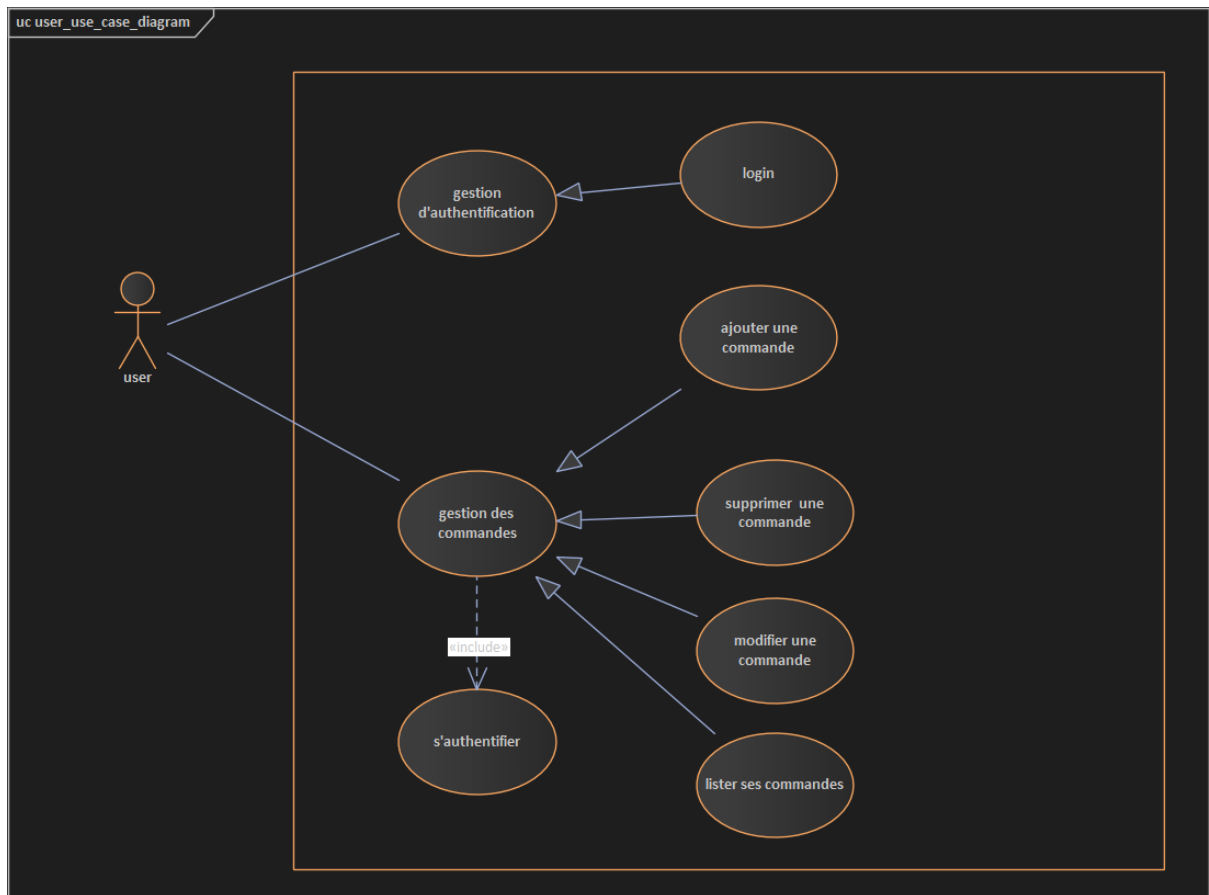 uc user_use_case_diagram
login
gestion
d'authentification
ajouter une
commande
user
supprimer une
commande
gestion des
commandes
modifier une
commande
«include»
s'authentifier
lister ses commandes